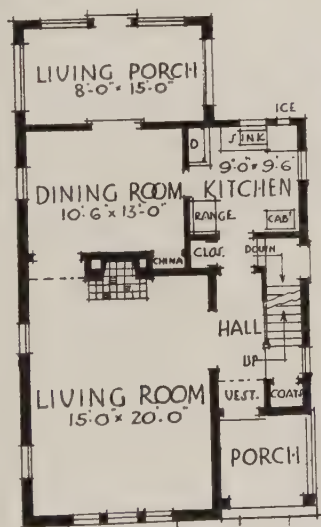 LIVING PORCH
8'-0" × 15'-0"
ICE
D
SINK
9'-0" × 9'-6"
DINING ROOM
10'-6" × 13'-0"
KITCHEN
RANGE
CAB'T
CHINA
CLOS.
DOWN
HALL
UP
LIVING ROOM
15'-0" × 20'-0"
VEST.
COATS
PORCH